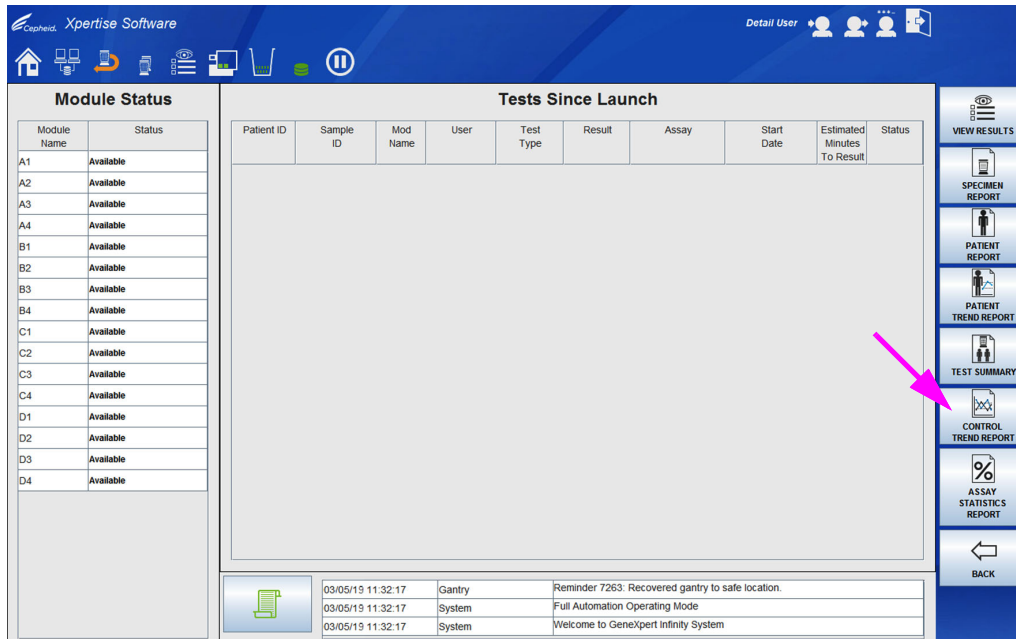 Cepheid. Xpertise Software
Detail User
Module Status
Module Name
Status
A1 Available
A2 Available
A3 Available
A4 Available
B1 Available
B2 Available
B3 Available
B4 Available
C1 Available
C2 Available
C3 Available
C4 Available
D1 Available
D2 Available
D3 Available
D4 Available
Tests Since Launch
Patient ID
Sample ID
Mod Name
User
Test Type
Result
Assay
Start Date
Estimated Minutes To Result
Status
03/05/19 11:32:17 Gantry Reminder 7263: Recovered gantry to safe location.
03/05/19 11:32:17 System Full Automation Operating Mode
03/05/19 11:32:17 System Welcome to GeneXpert Infinity System
VIEW RESULTS
SPECIMEN
REPORT
PATIENT
REPORT
PATIENT
TREND REPORT
TEST SUMMARY
CONTROL
TREND REPORT
ASSAY
STATISTICS
REPORT
BACK